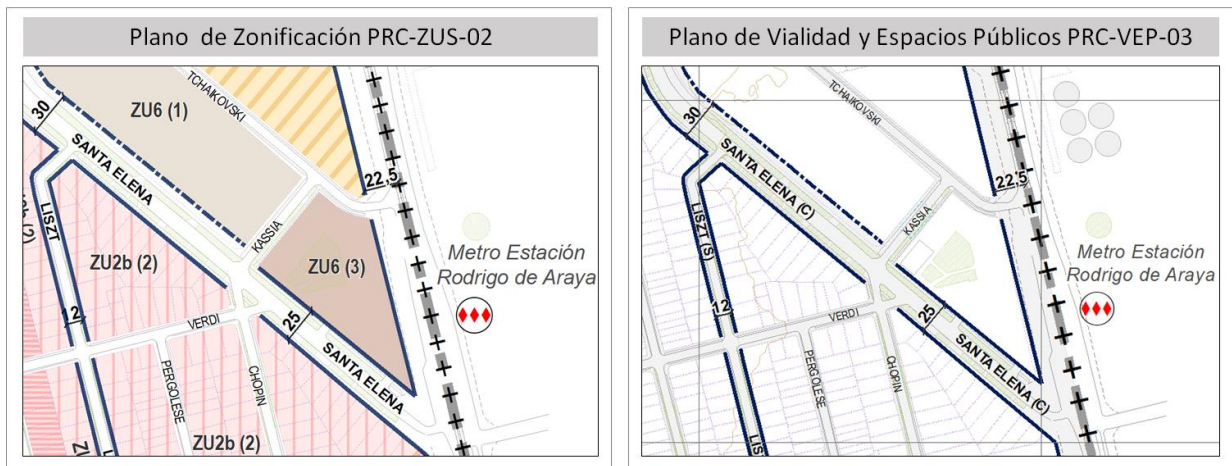 Plano de Zonificación PRC-ZUS-02
TCHAIKOVSKI
30
ZU6 (1)
SANTA ELENA
22,5
KASSIA
LISZT
Metro Estación
Rodrigo de Araya
ZU2b (2)
ZU6 (3)
12
25
VERDI
SANTA ELENA
PERGOLESE
CHOPIN
ZU2b (2)
Plano de Vialidad y Espacios Públicos PRC-VEP-03
TCHAIKOVSKI
30
SANTA ELENA (C)
22,5
KASSIA
LISZT (S)
Metro Estación
Rodrigo de Araya
12
25
VERDI
SANTA ELENA (C)
PERGOLESE
CHOPIN